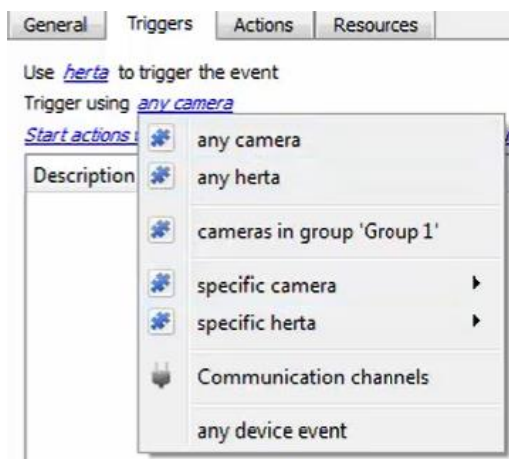 General Triggers Actions Resources
Use herta to trigger the event
Trigger using any camera
Start actions
any camera
Description
any herta
cameras in group 'Group 1'
specific camera
specific herta
Communication channels
any device event